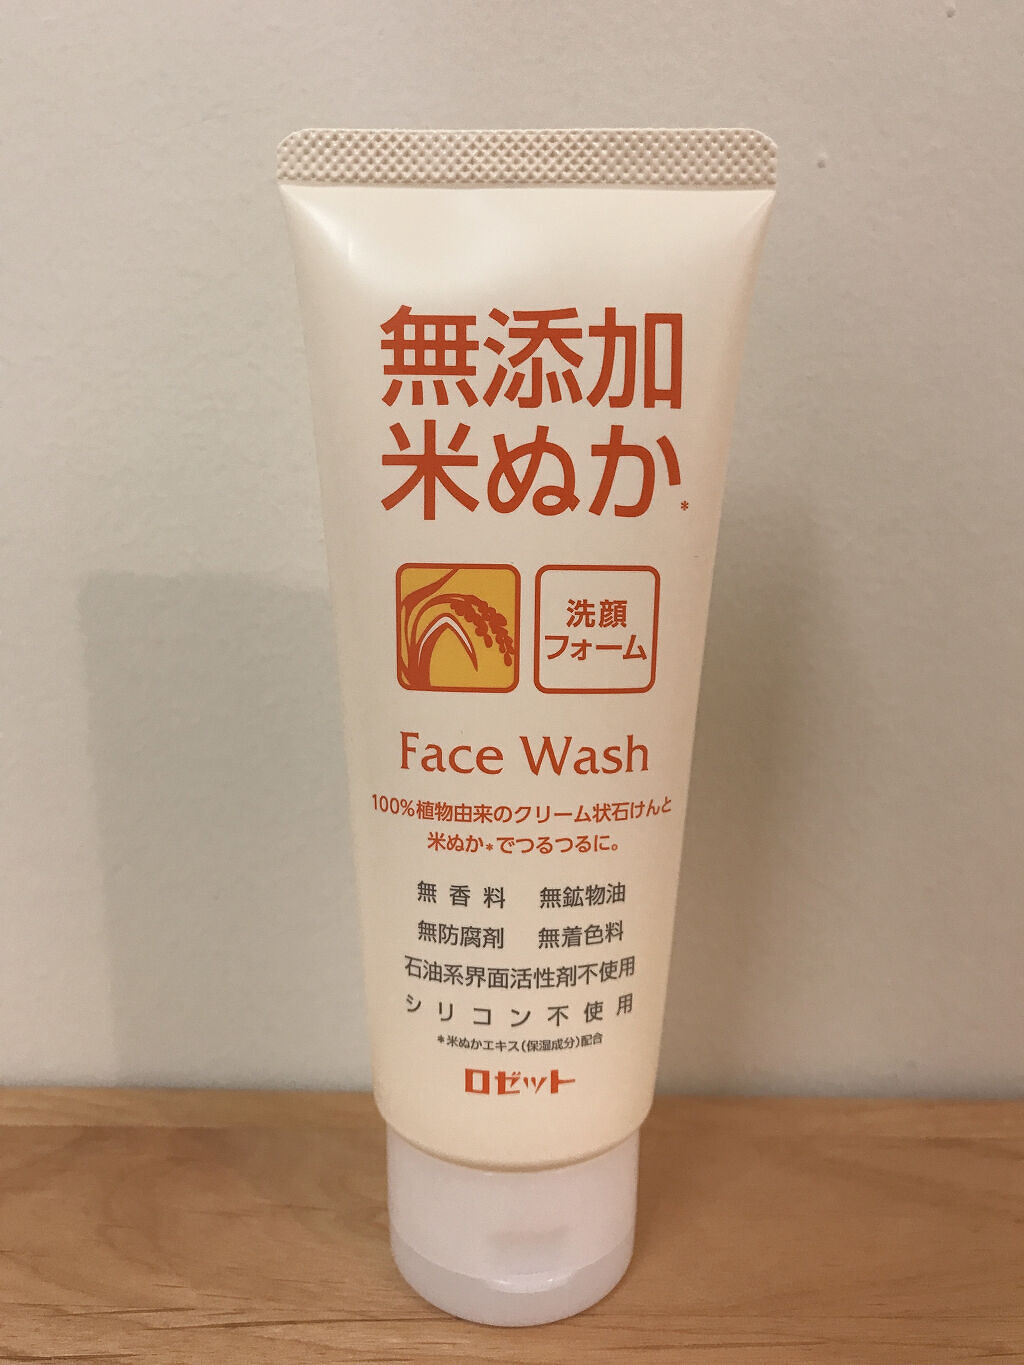 無添加
米ぬか*
洗顔
フォーム
Face Wash
100%植物由来のクリーム状石けんと
米ぬか*でつるつるに。
無香料 無鉱物油
無防腐剤 無着色料
石油系界面活性剤不使用
シリコン不使用
*米ぬかエキス(保湿成分)配合
ロゼット